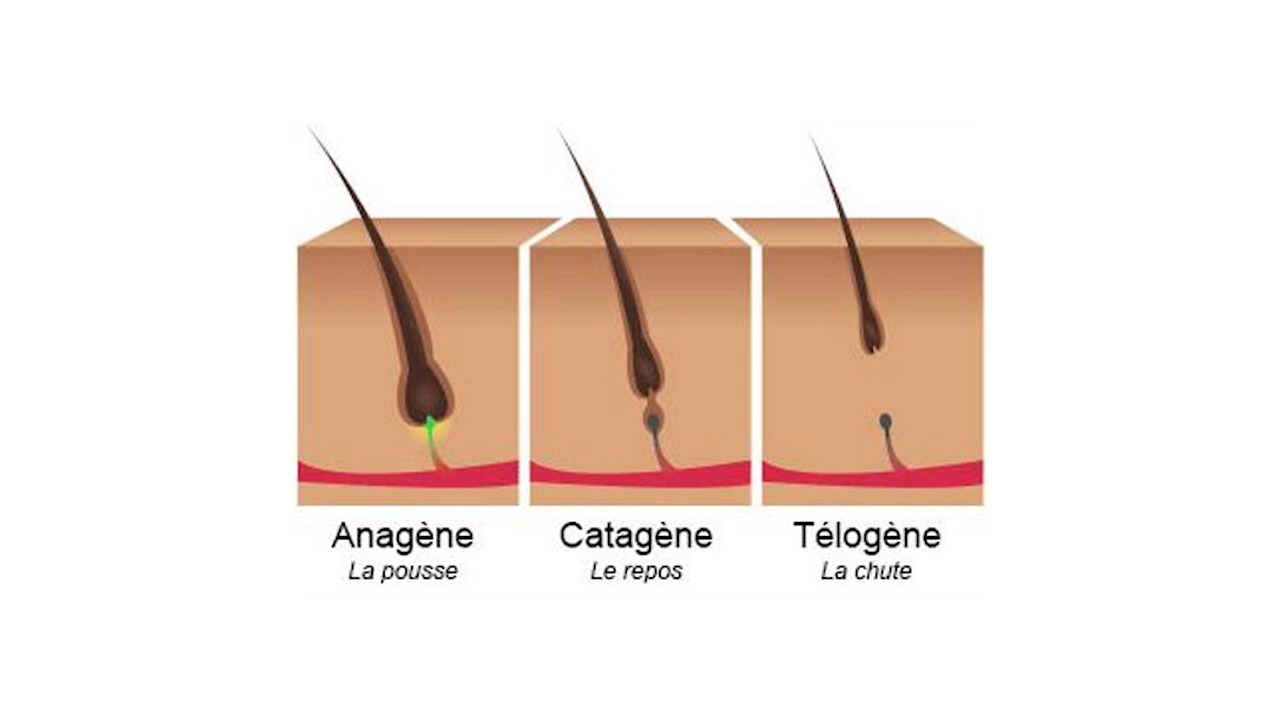 Anagène
La pousse
Catagène
Le repos
Télogène
La chute